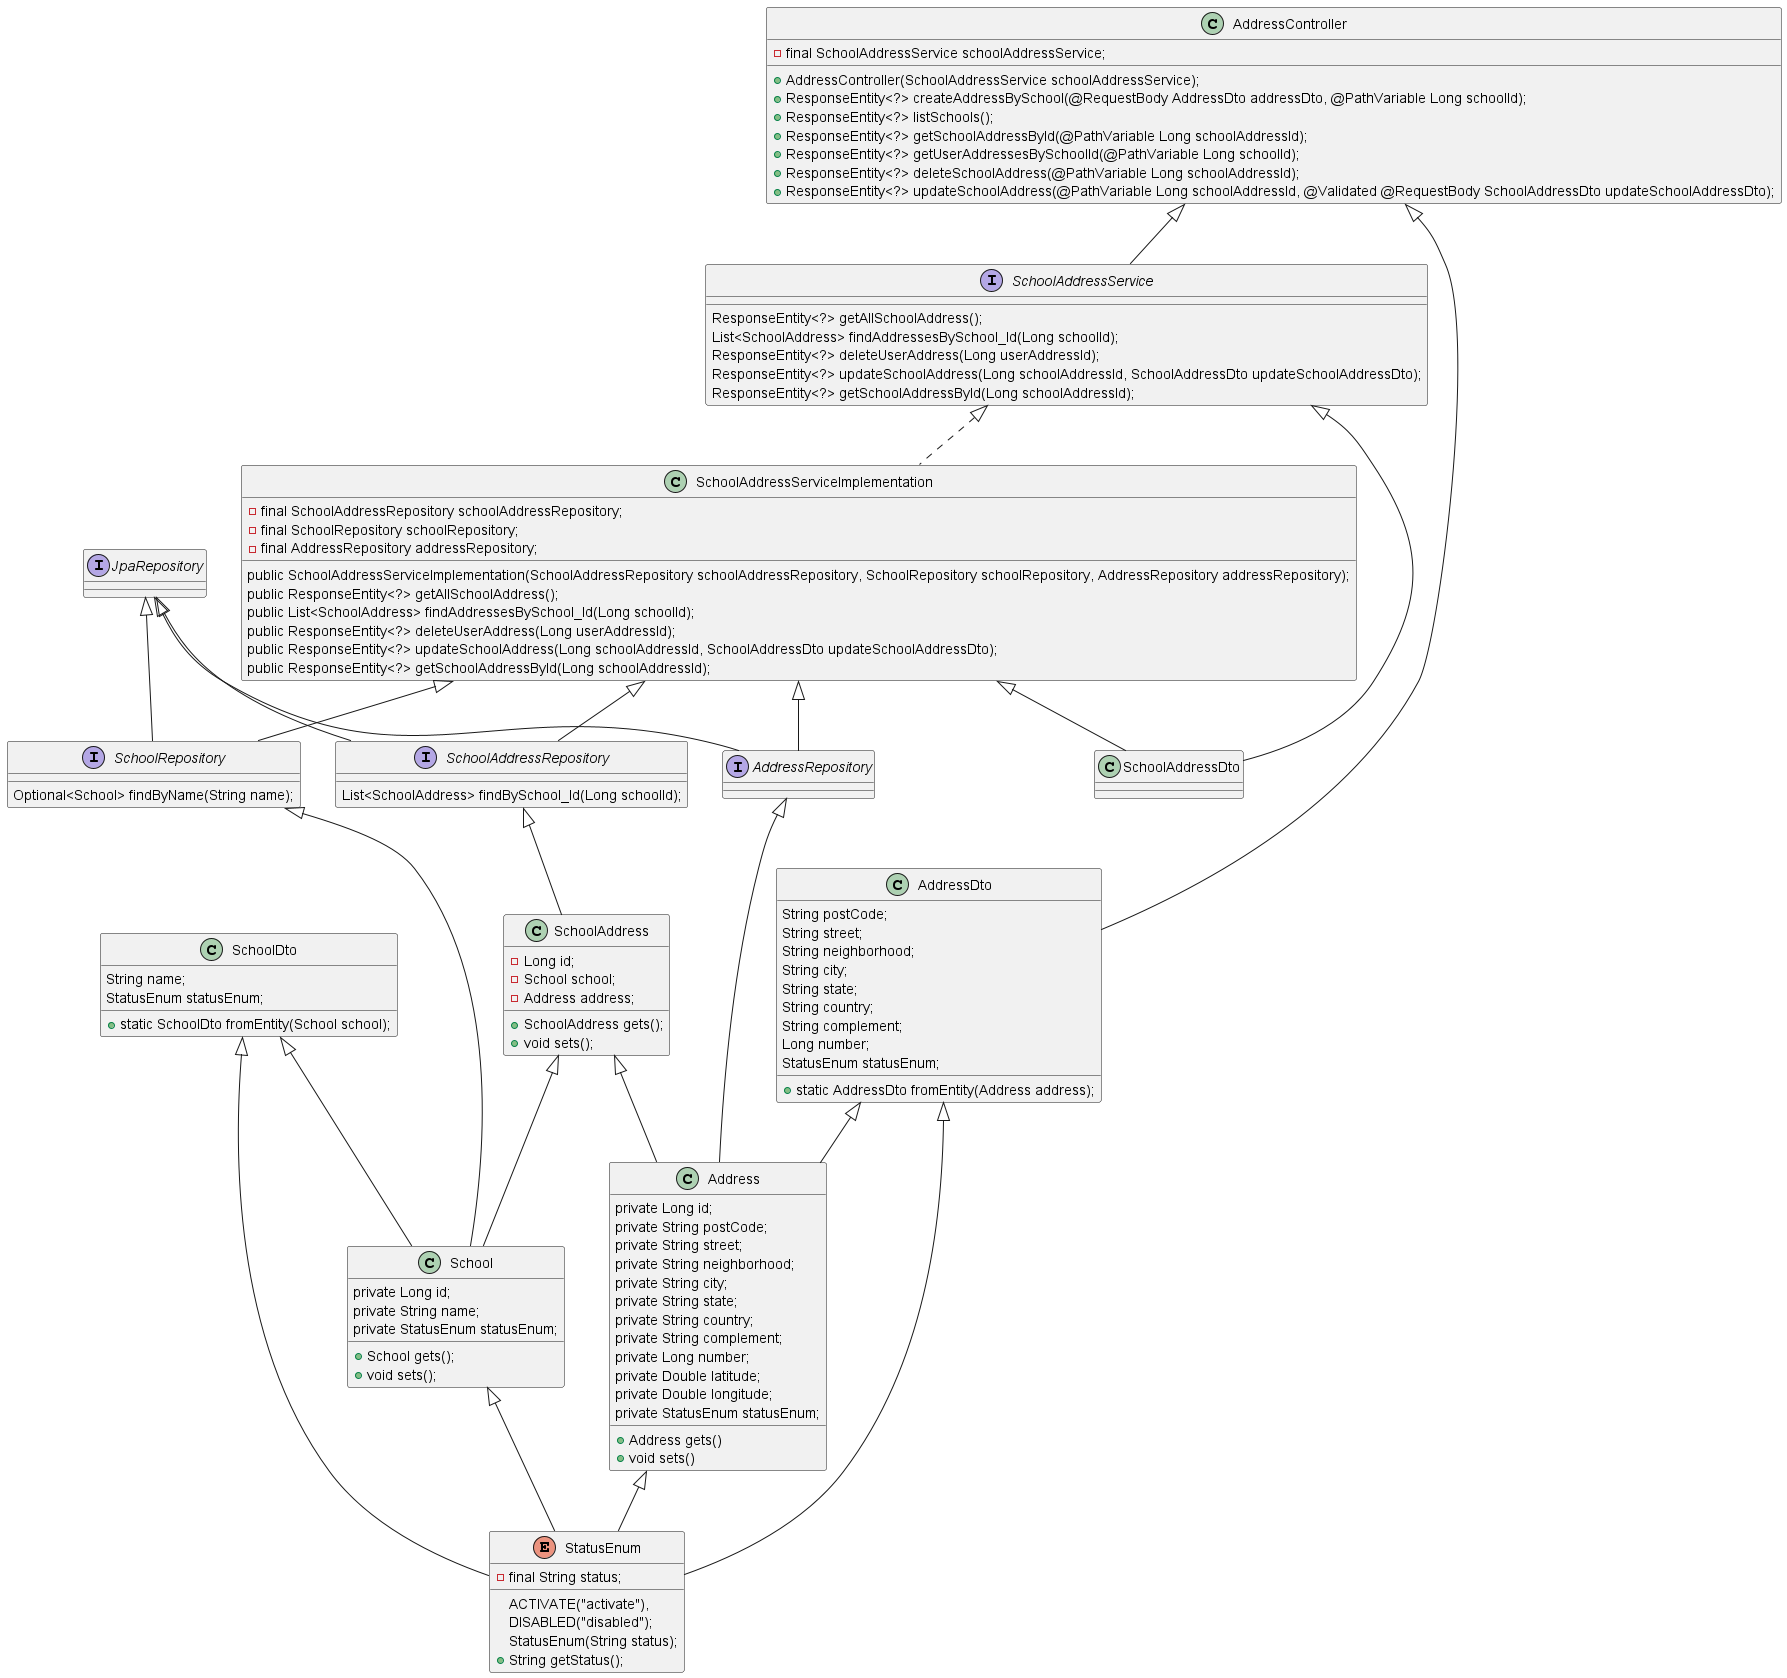 C AddressController
final SchoolAddressService schoolAddressService;
AddressController(SchoolAddressService schoolAddressService);
ResponseEntity<?> createAddressBySchool(@RequestBody AddressDto addressDto, @PathVariable Long schoolId);
ResponseEntity<?> listSchools();
ResponseEntity<?> getSchoolAddressById(@PathVariable Long schoolAddressId);
ResponseEntity<?> getUserAddressesBySchoolId(@PathVariable Long schoolId);
ResponseEntity<?> deleteSchoolAddress(@PathVariable Long schoolAddressId);
ResponseEntity<?> updateSchoolAddress(@PathVariable Long schoolAddressId, @Validated @RequestBody SchoolAddressDto updateSchoolAddressDto);
I SchoolAddressService
ResponseEntity<?> getAllSchoolAddress();
List<SchoolAddress> findAddressesBySchool_Id(Long schoolId);
ResponseEntity<?> deleteUserAddress(Long userAddressId);
ResponseEntity<?> updateSchoolAddress(Long schoolAddressId, SchoolAddressDto updateSchoolAddressDto);
ResponseEntity<?> getSchoolAddressById(Long schoolAddressId);
C SchoolAddressServiceImplementation
final SchoolAddressRepository schoolAddressRepository;
final SchoolRepository schoolRepository;
final AddressRepository addressRepository;
public SchoolAddressServiceImplementation(SchoolAddressRepository schoolAddressRepository, SchoolRepository schoolRepository, AddressRepository addressRepository);
public ResponseEntity<?> getAllSchoolAddress();
public List<SchoolAddress> findAddressesBySchool_Id(Long schoolId);
public ResponseEntity<?> deleteUserAddress(Long userAddressId);
public ResponseEntity<?> updateSchoolAddress(Long schoolAddressId, SchoolAddressDto updateSchoolAddressDto);
public ResponseEntity<?> getSchoolAddressById(Long schoolAddressId);
I JpaRepository
I SchoolRepository
Optional<School> findByName(String name);
I SchoolAddressRepository
List<SchoolAddress> findBySchool_Id(Long schoolId);
I AddressRepository
C SchoolAddressDto
C SchoolDto
String name;
StatusEnum statusEnum;
static SchoolDto fromEntity(School school);
C SchoolAddress
Long id;
School school;
Address address;
SchoolAddress gets();
void sets();
C AddressDto
String postCode;
String street;
String neighborhood;
String city;
String state;
String country;
String complement;
Long number;
StatusEnum statusEnum;
static AddressDto fromEntity(Address address);
C School
private Long id;
private String name;
private StatusEnum statusEnum;
School gets();
void sets();
C Address
private Long id;
private String postCode;
private String street;
private String neighborhood;
private String city;
private String state;
private String country;
private String complement;
private Long number;
private Double latitude;
private Double longitude;
private StatusEnum statusEnum;
Address gets()
void sets()
E StatusEnum
final String status;
ACTIVATE("activate"),
DISABLED("disabled");
StatusEnum(String status);
String getStatus();